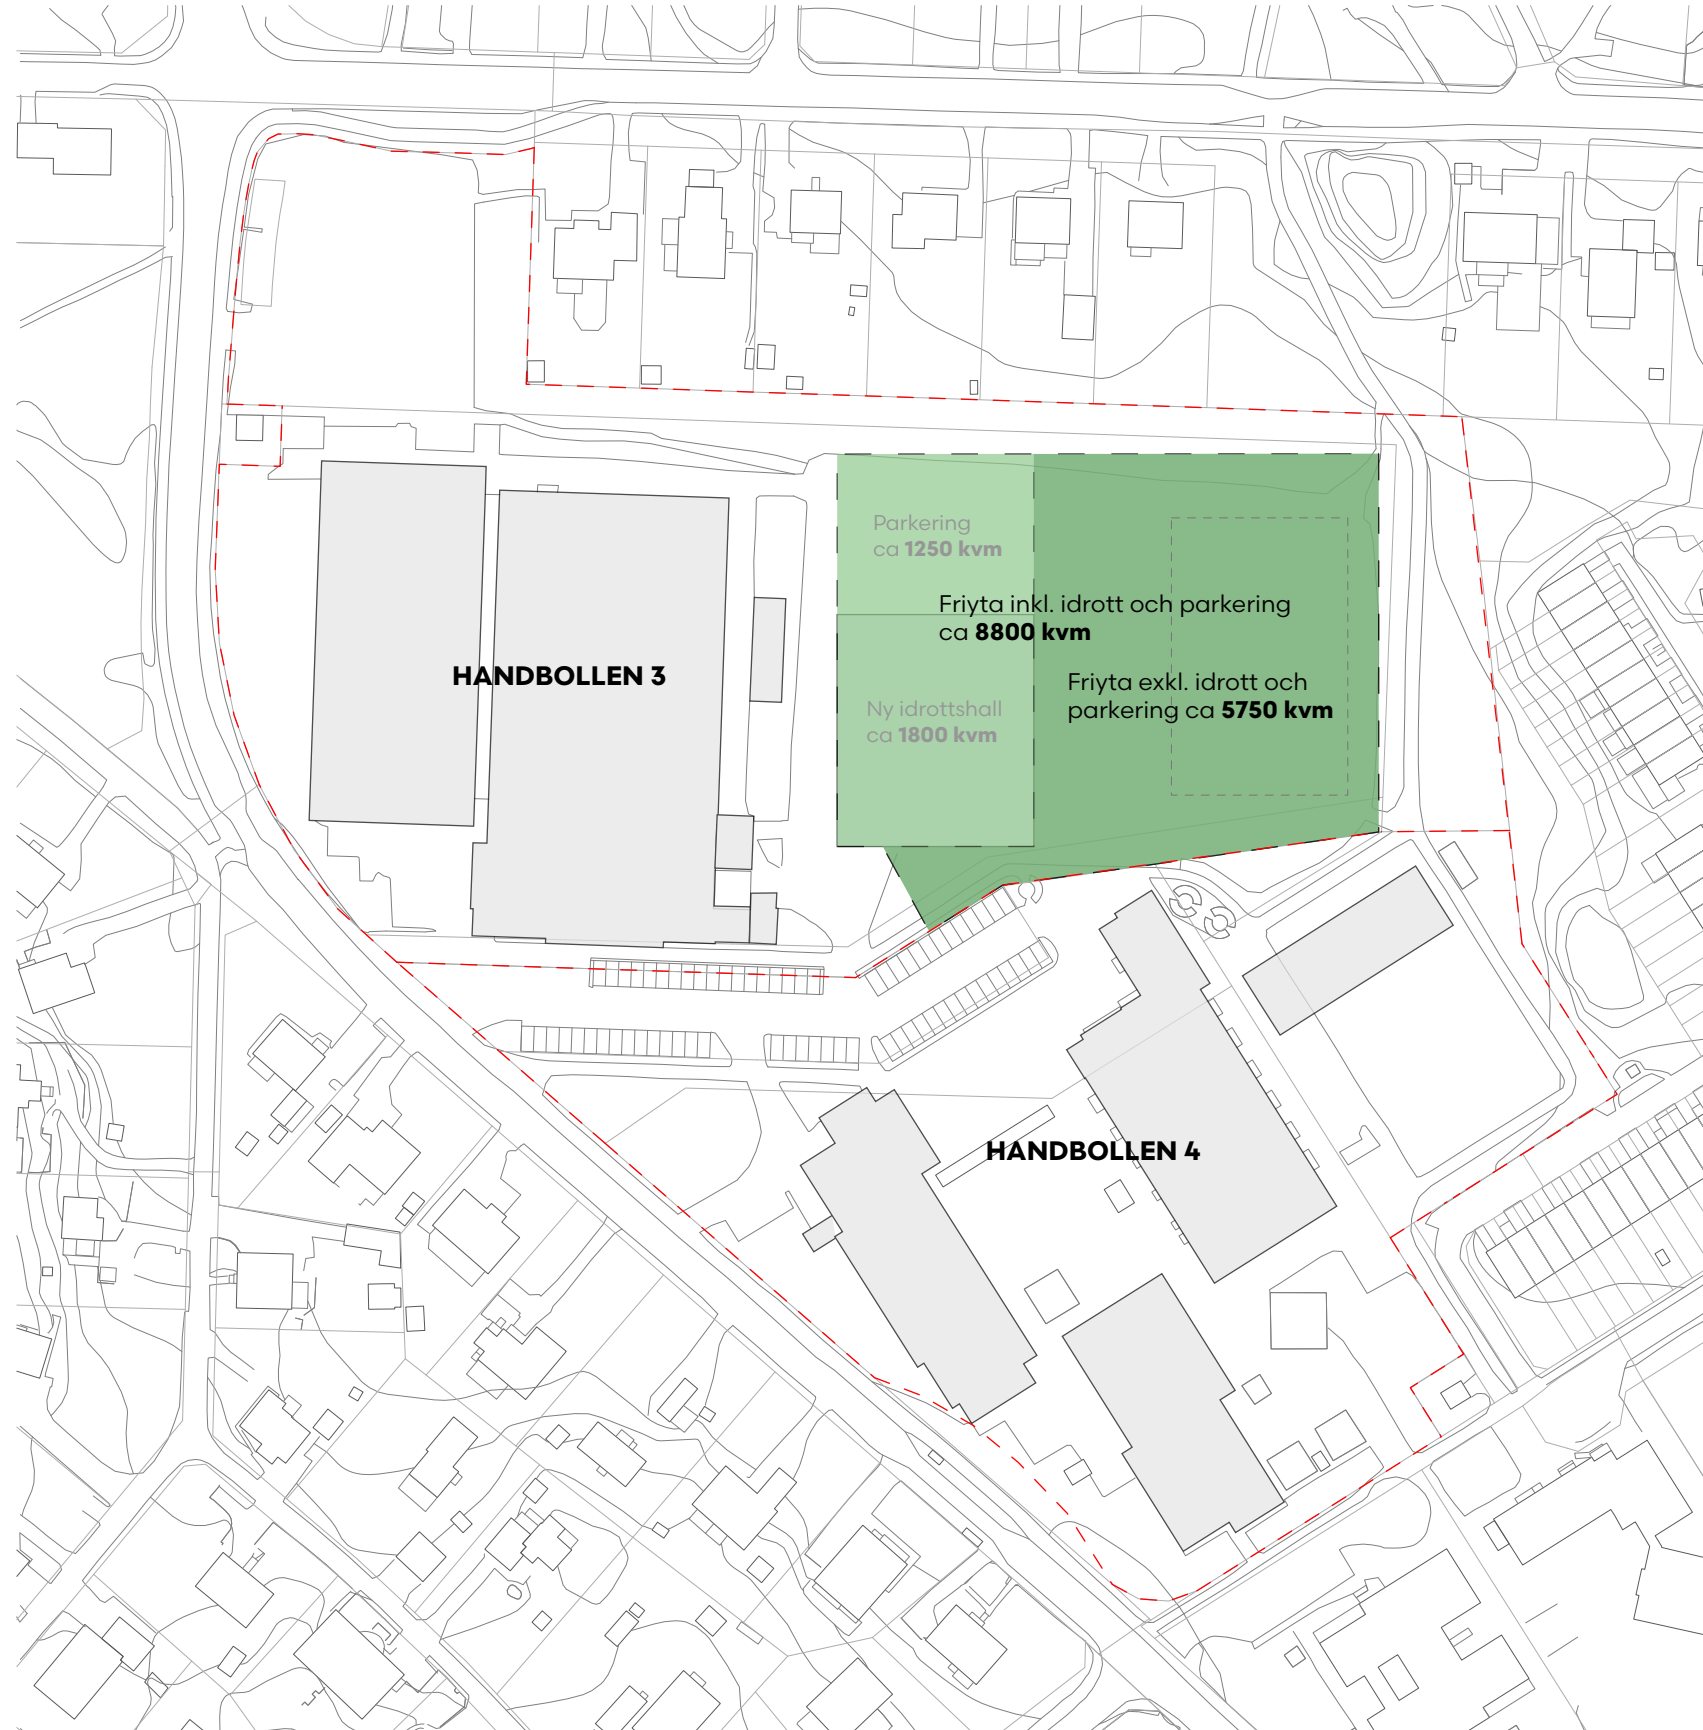 Parkering
ca 1250 kvm
Friyta inkl. idrott och parkering
ca 8800 kvm
HANDBOLLEN 3
Friyta exkl. idrott och
parkering ca 5750 kvm
Ny idrottshall
ca 1800 kvm
HANDBOLLEN 4